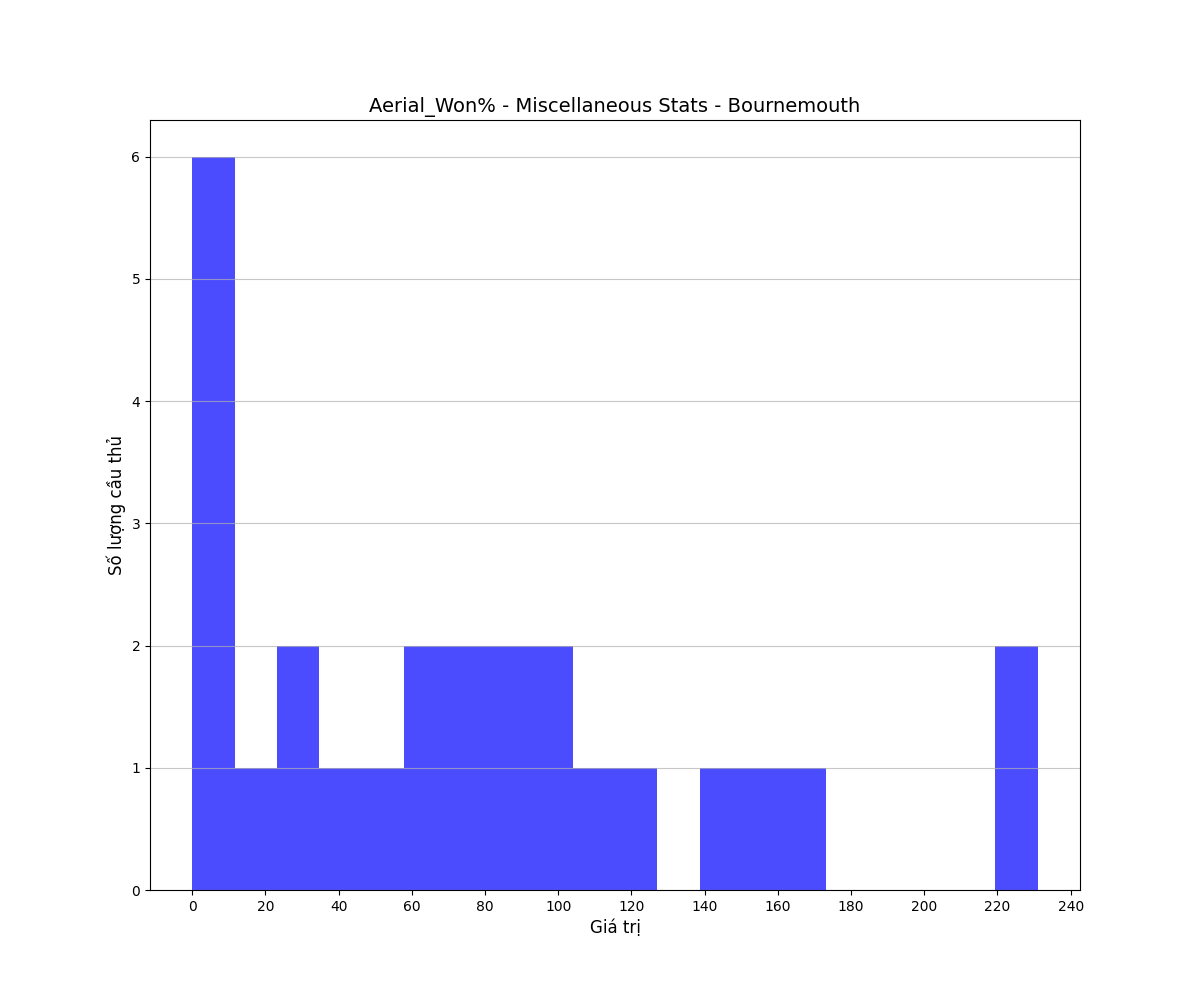 Aerial_Won% - Miscellaneous Stats - Bournemouth
6
5
4
3
2
1
0
Số lượng cầu thủ
0 20 40 60 80 100 120 140 160 180 200 220 240
Giá trị